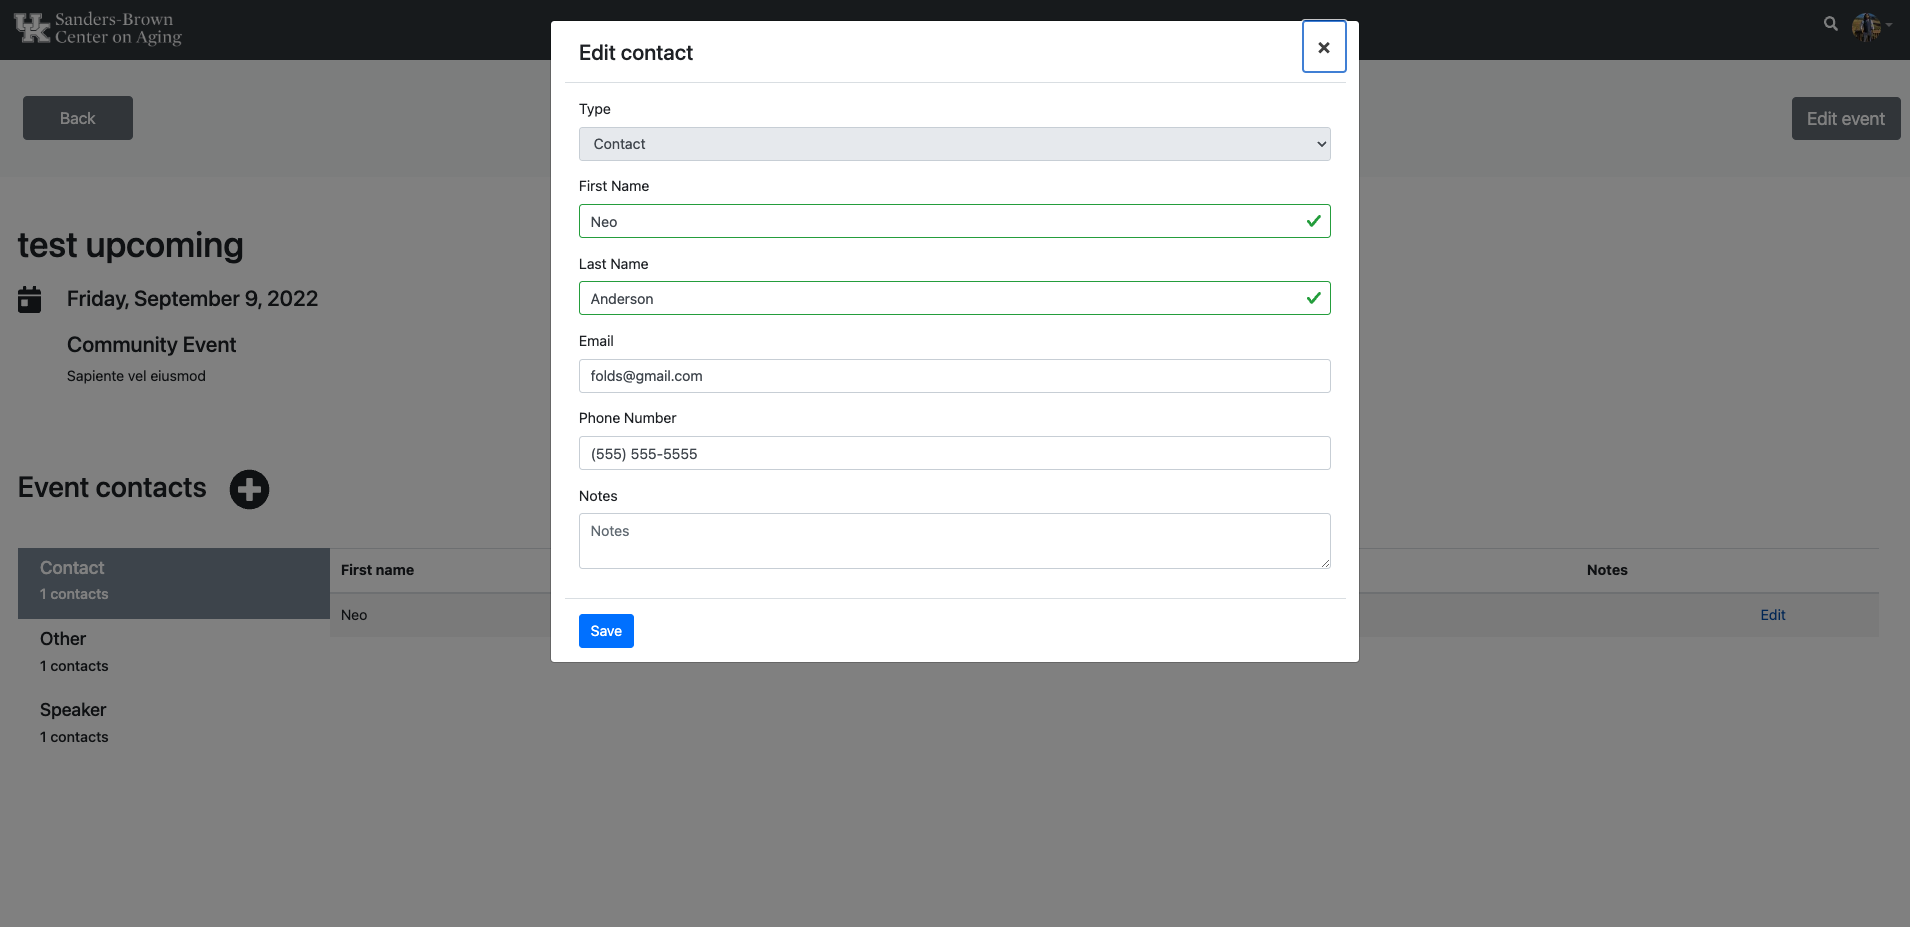 Sanders-Brown
Center on Aging
Back
Edit event
test upcoming
Friday, September 9, 2022
Community Event
Sapiente vel eiusmod
Event contacts
Contact
1 contacts
Other
1 contacts
Speaker
1 contacts
First name
Notes
Neo
Edit
Edit contact
×
Type
Contact
First Name
Neo
Last Name
Anderson
Email
folds@gmail.com
Phone Number
(555) 555-5555
Notes
Notes
Save